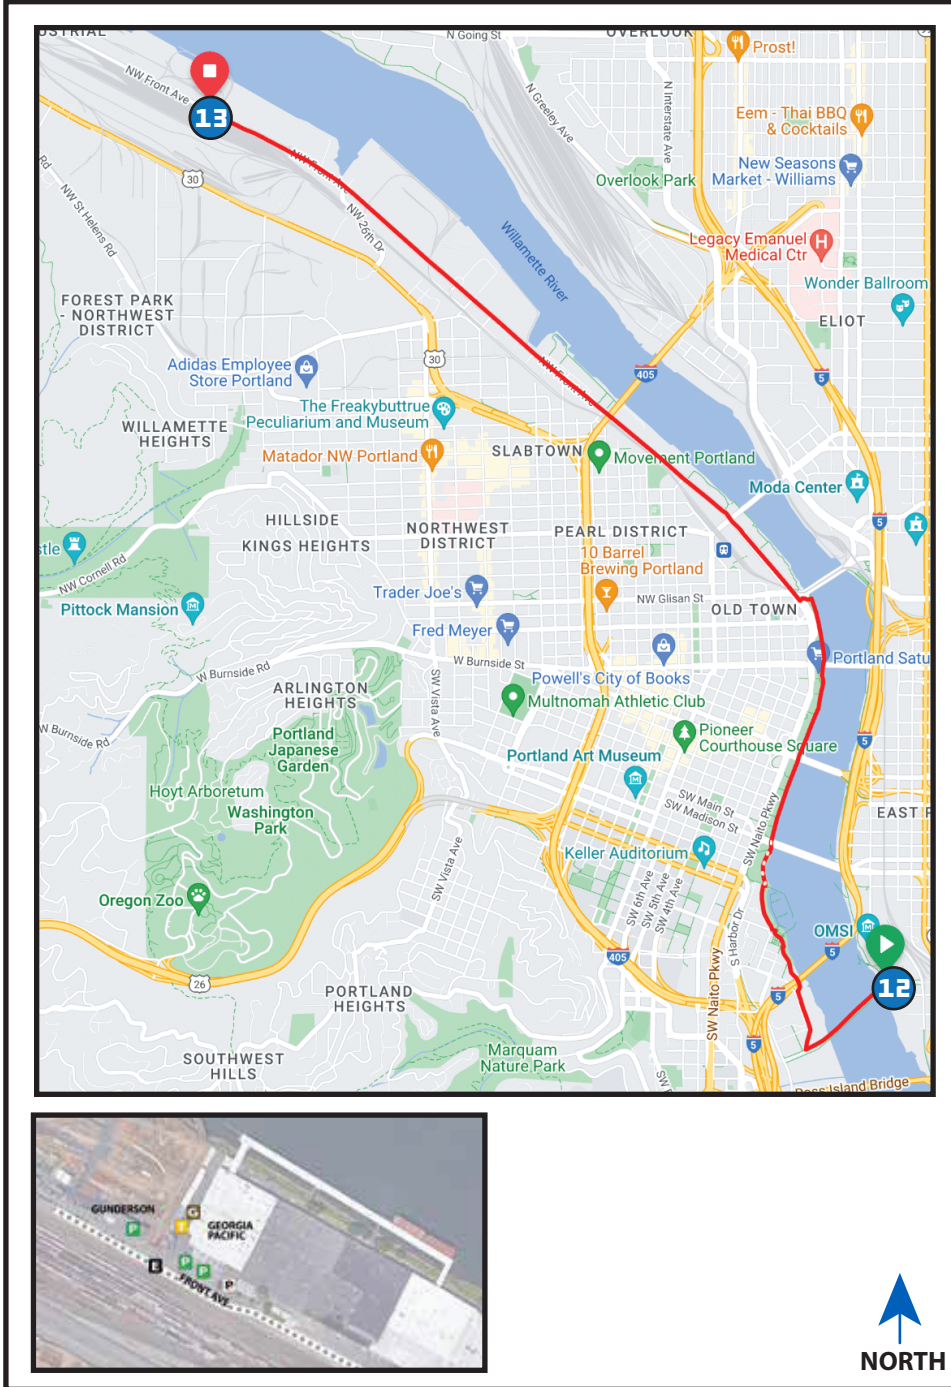 USTRIAL
N Going St
OVERLOOK
Prost!
NW Front Ave
13
N Greeley Ave
N Interstate Ave
Eem - Thai BBQ
& Cocktails
30
New Seasons
Market - Williams
Overlook Park
Rd
NW St Helens Rd
NW Front Ave
NW 26th Dr
Willamette River
Legacy Emanuel
Medical Ctr
H
Wonder Ballroom
FOREST PARK
- NORTHWEST
DISTRICT
ELIOT
30
405
5
Adidas Employee
Store Portland
NW Front Ave
The Freakybuttrue
Peculiarium and Museum
WILLAMETTE
HEIGHTS
Matador NW Portland
SLABTOWN
Movement Portland
Moda Center
HILLSIDE
KINGS HEIGHTS
NORTHWEST
DISTRICT
PEARL DISTRICT
5
stle
NW Cornell Rd
10 Barrel
Brewing Portland
Trader Joe's
NW Glisan St
OLD TOWN
Pittock Mansion
Fred Meyer
W Burnside St
Portland Satu
W Burnside Rd
SW Vista Ave
Powell's City of Books
ARLINGTON
HEIGHTS
Multnomah Athletic Club
W Burnside Rd
Portland
Japanese
Garden
Pioneer
Courthouse Square
5
Portland Art Museum
Hoyt Arboretum
Washington
Park
SW Main St
SW Madison St
SW Naito Pkwy
EAST P
Keller Auditorium
SW Vista Ave
SW 6th Ave
SW 5th Ave
SW 4th Ave
Oregon Zoo
S Harbor Dr
OMSI
405
5
26
SW Naito Pkwy
5
12
PORTLAND
HEIGHTS
5
SOUTHWEST
HILLS
Marquam
Nature Park
SW
Ross Island Bridge
GUNDERSON
P
G
T
GEORGIA
PACIFIC
E
P
P
P
FRONT AVE
NORTH